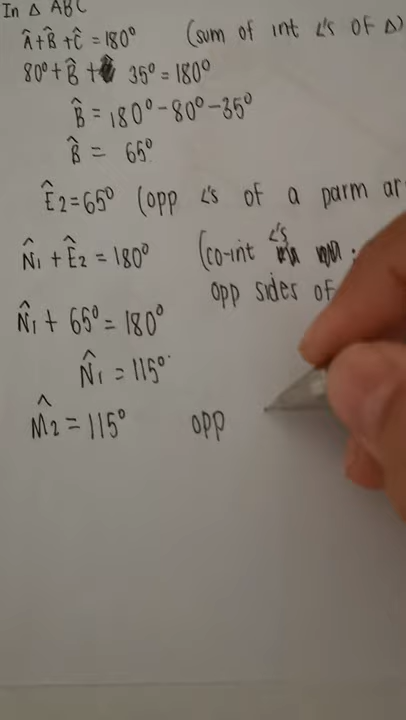 In △ ABC
Â+B̂+Ĉ = 180° (sum of int ∠'s of △)
80°+B̂ + 35° = 180°
B̂ = 180°-80°-35°
B̂ = 65°
Ê2=65° (opp ∠'s of a parm
N̂1 + Ê2 = 180° (co-int ∠'s
opp sides of
N̂1 + 65° = 180°
N̂1 = 115°
M̂2 = 115° opp